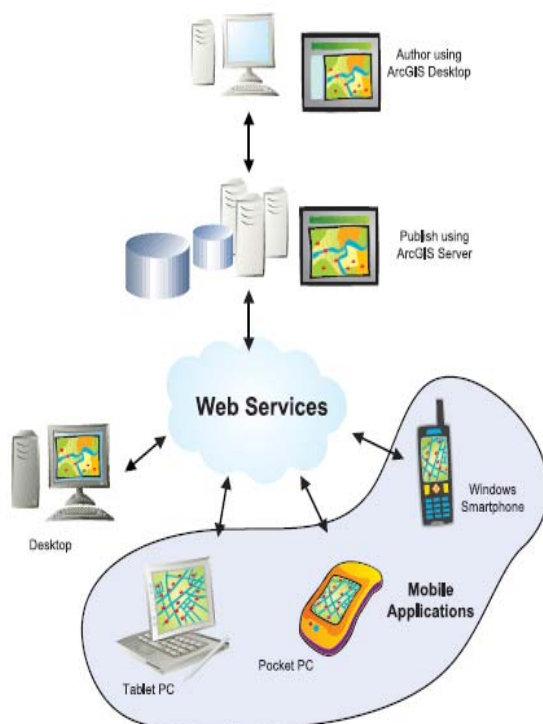 Author using
ArcGIS Desktop
Publish using
ArcGIS Server
Web Services
Windows
Smartphone
Desktop
Mobile
Applications
Pocket PC
Tablet PC